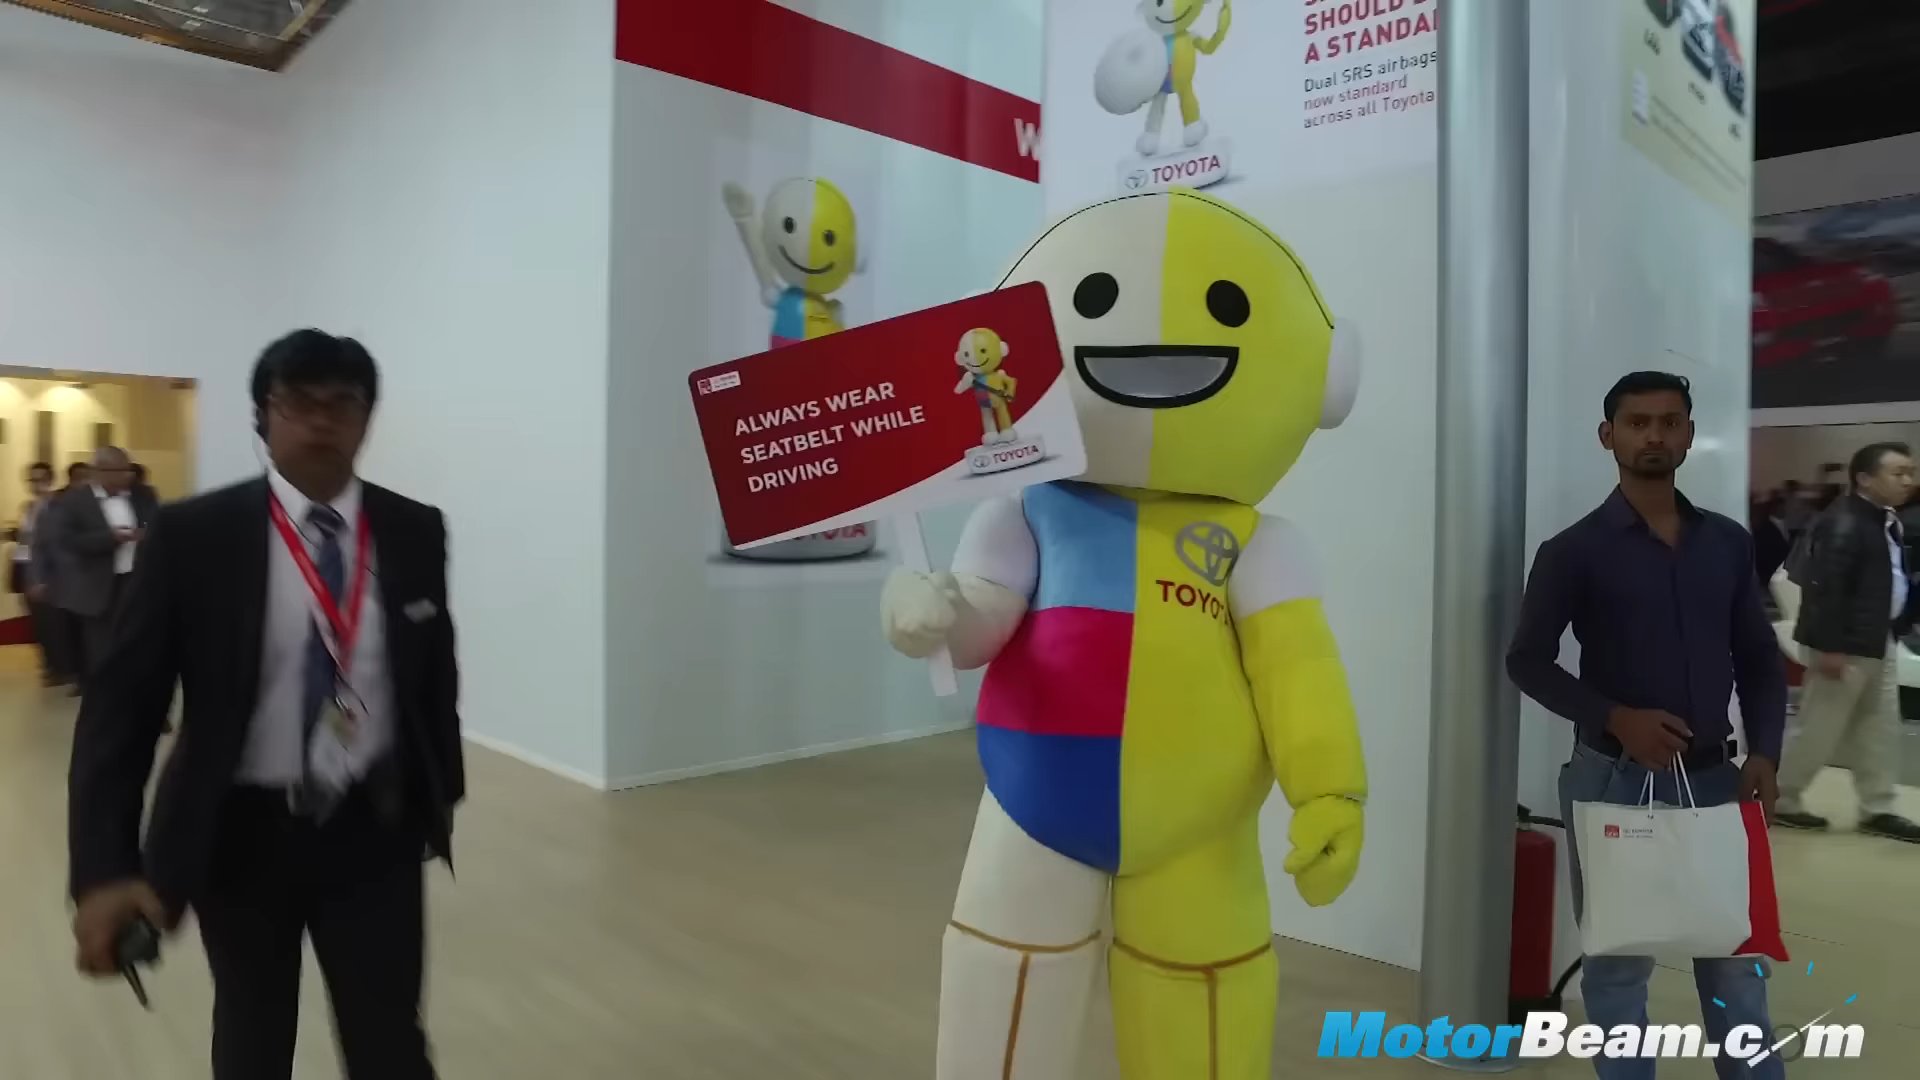 SHOULD
A STANDA
Dual SRS airbags
now standard
across all Toyota
TOYOTA
W
ALWAYS WEAR
SEATBELT WHILE
DRIVING
TOYOTA
TOYOTA
MotorBeam.com